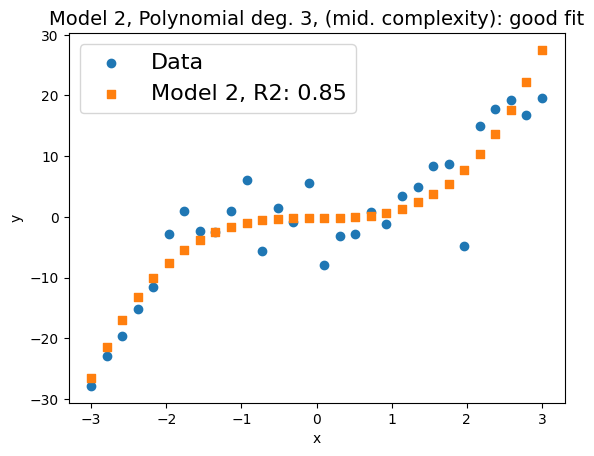 Model 2, Polynomial deg. 3, (mid. complexity): good fit
Data
Model 2, R2: 0.85
30
20
10
0
−10
−20
−30
y
−3
−2
−1
0
1
2
3
x